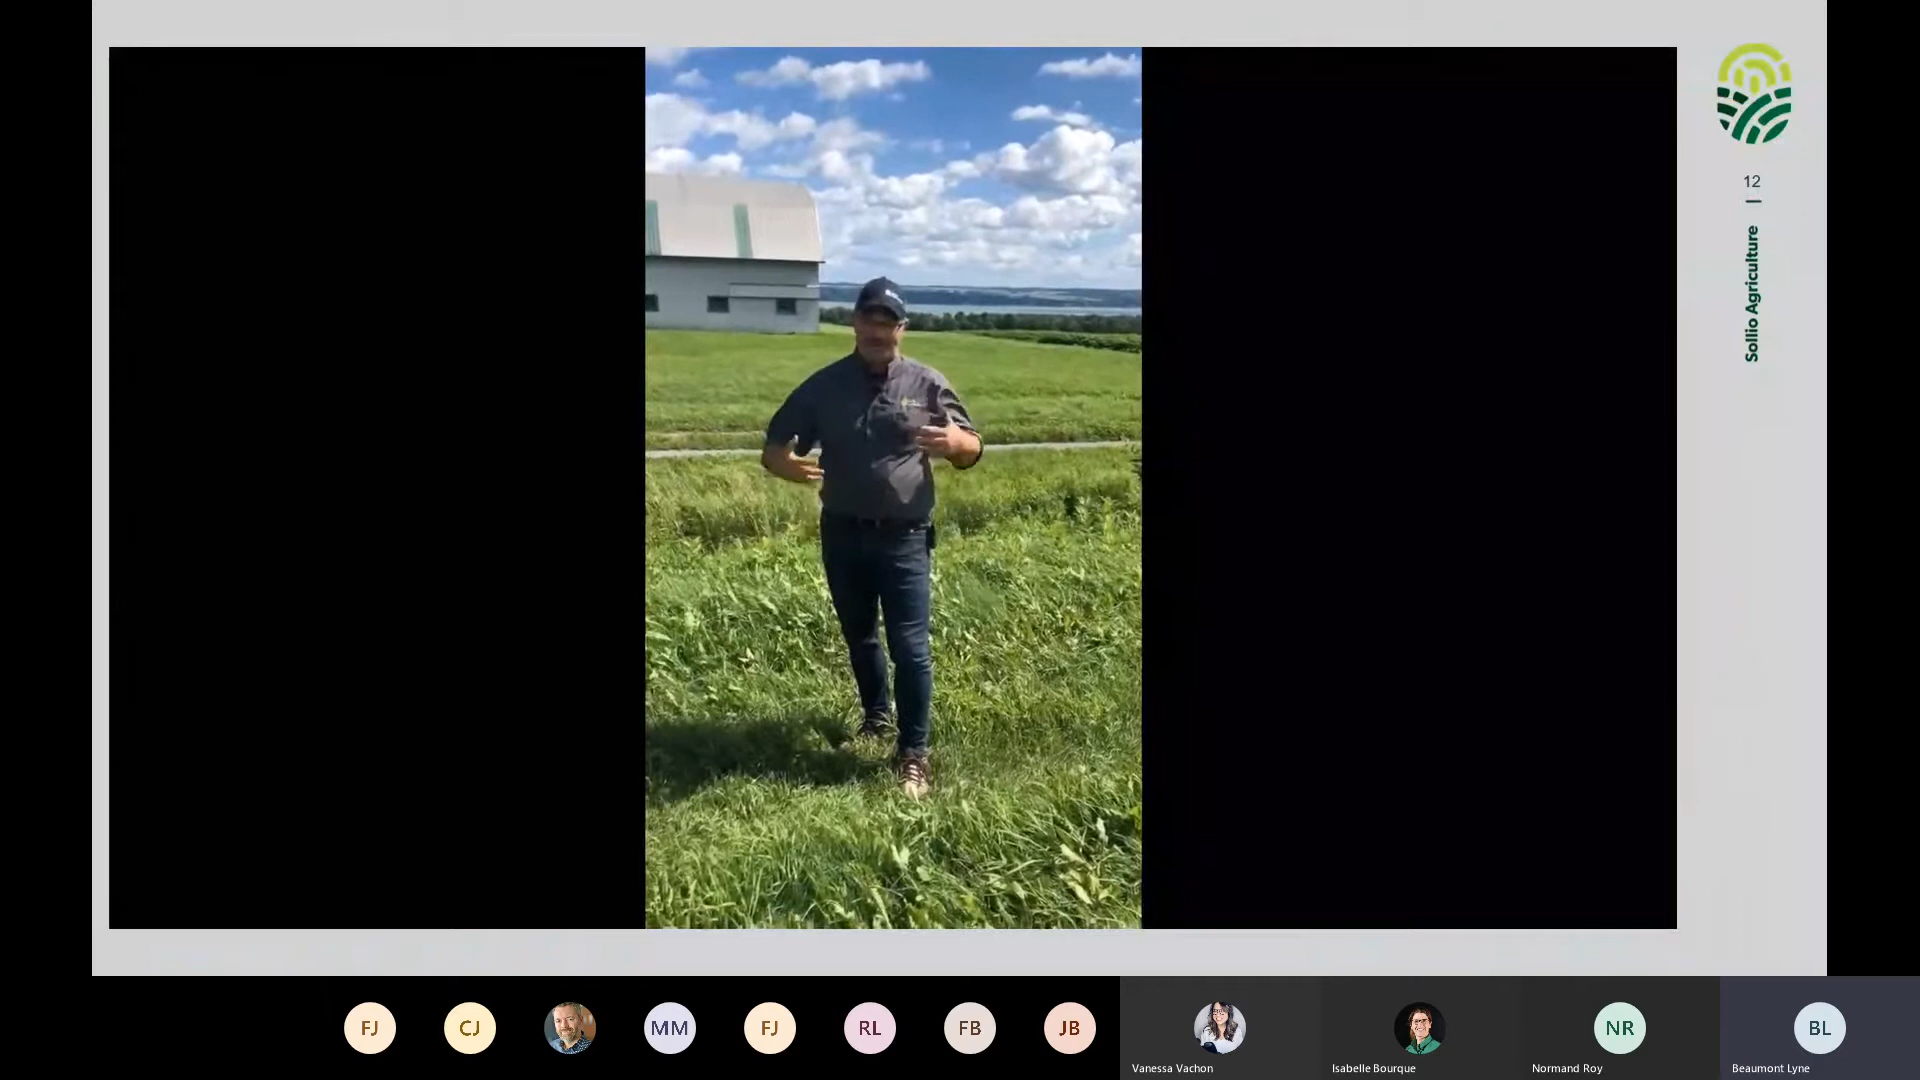 12
Sollio Agriculture
FJ
CJ
MM
FJ
RL
FB
JB
Vanessa Vachon
Isabelle Bourque
NR
Normand Roy
BL
Beaumont Lyne